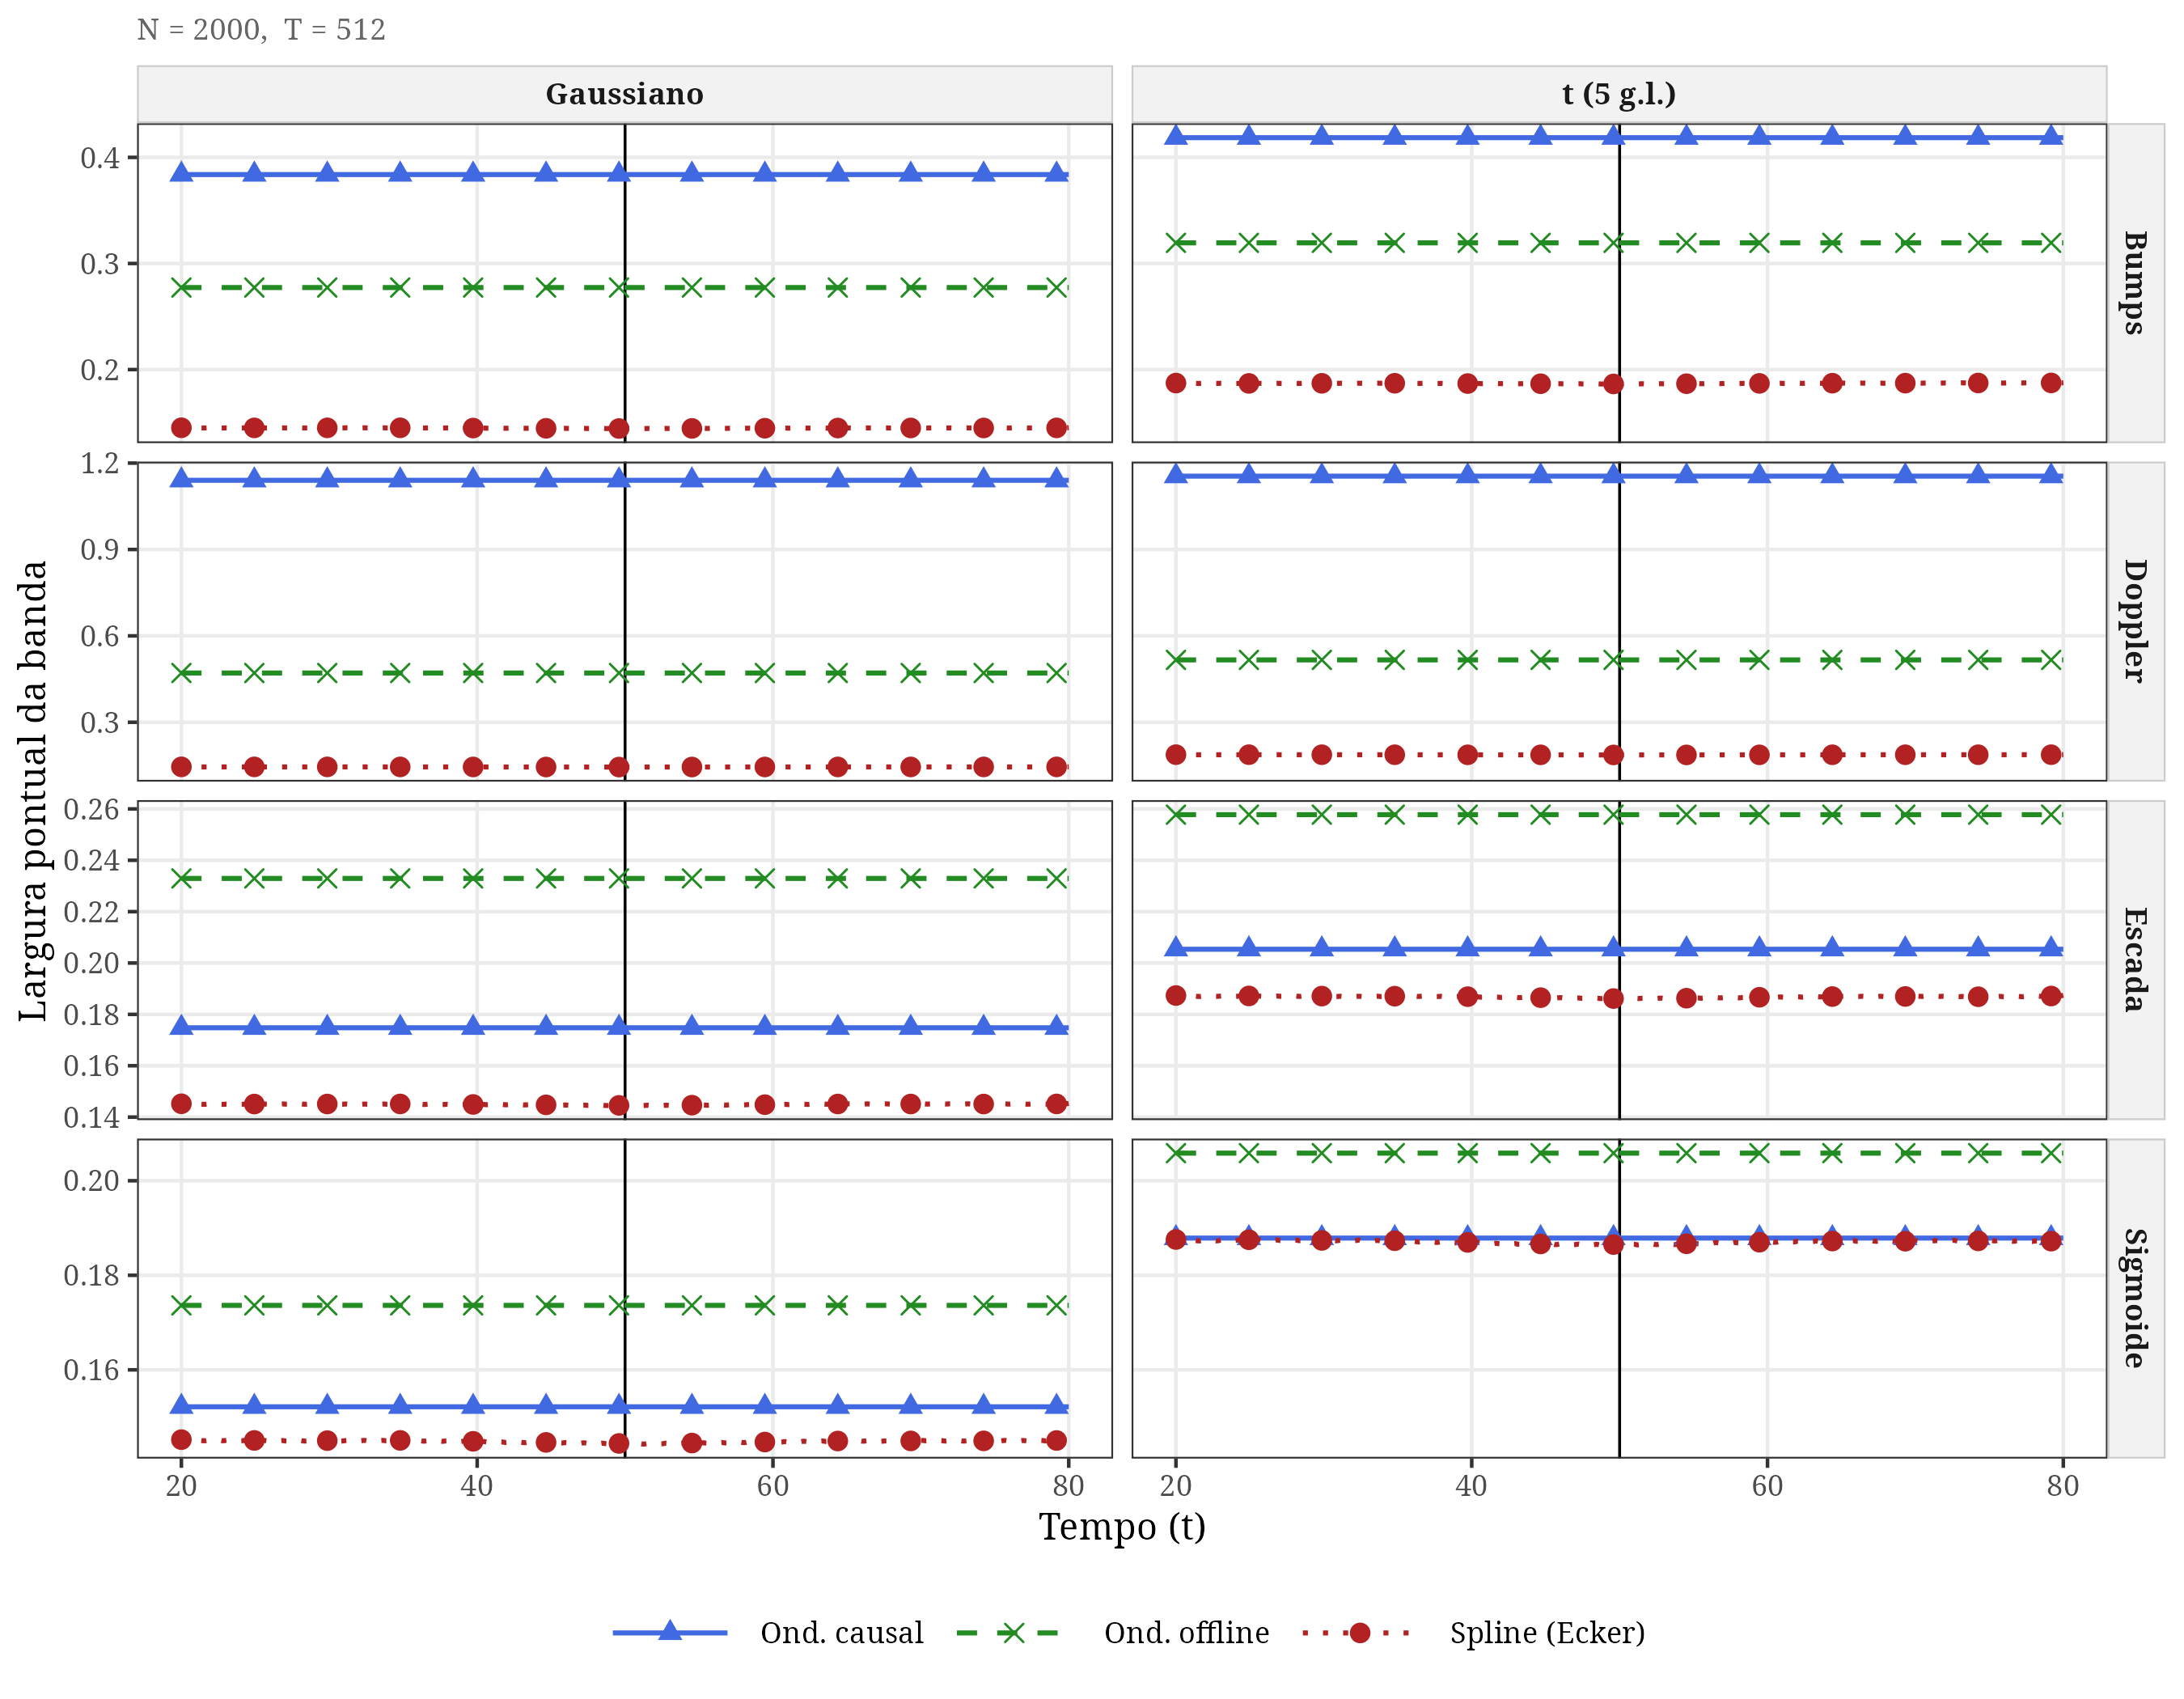 N = 2000,  T = 512
Gaussiano
t (5 g.l.)
Largura pontual da banda
0.4
0.3
0.2
Bumps
1.2
0.9
0.6
0.3
Doppler
0.26
0.24
0.22
0.20
0.18
0.16
0.14
Escada
0.20
0.18
0.16
Sigmoide
20 40 60 80
20 40 60 80
Tempo (t)
Ond. causal
Ond. offline
Spline (Ecker)